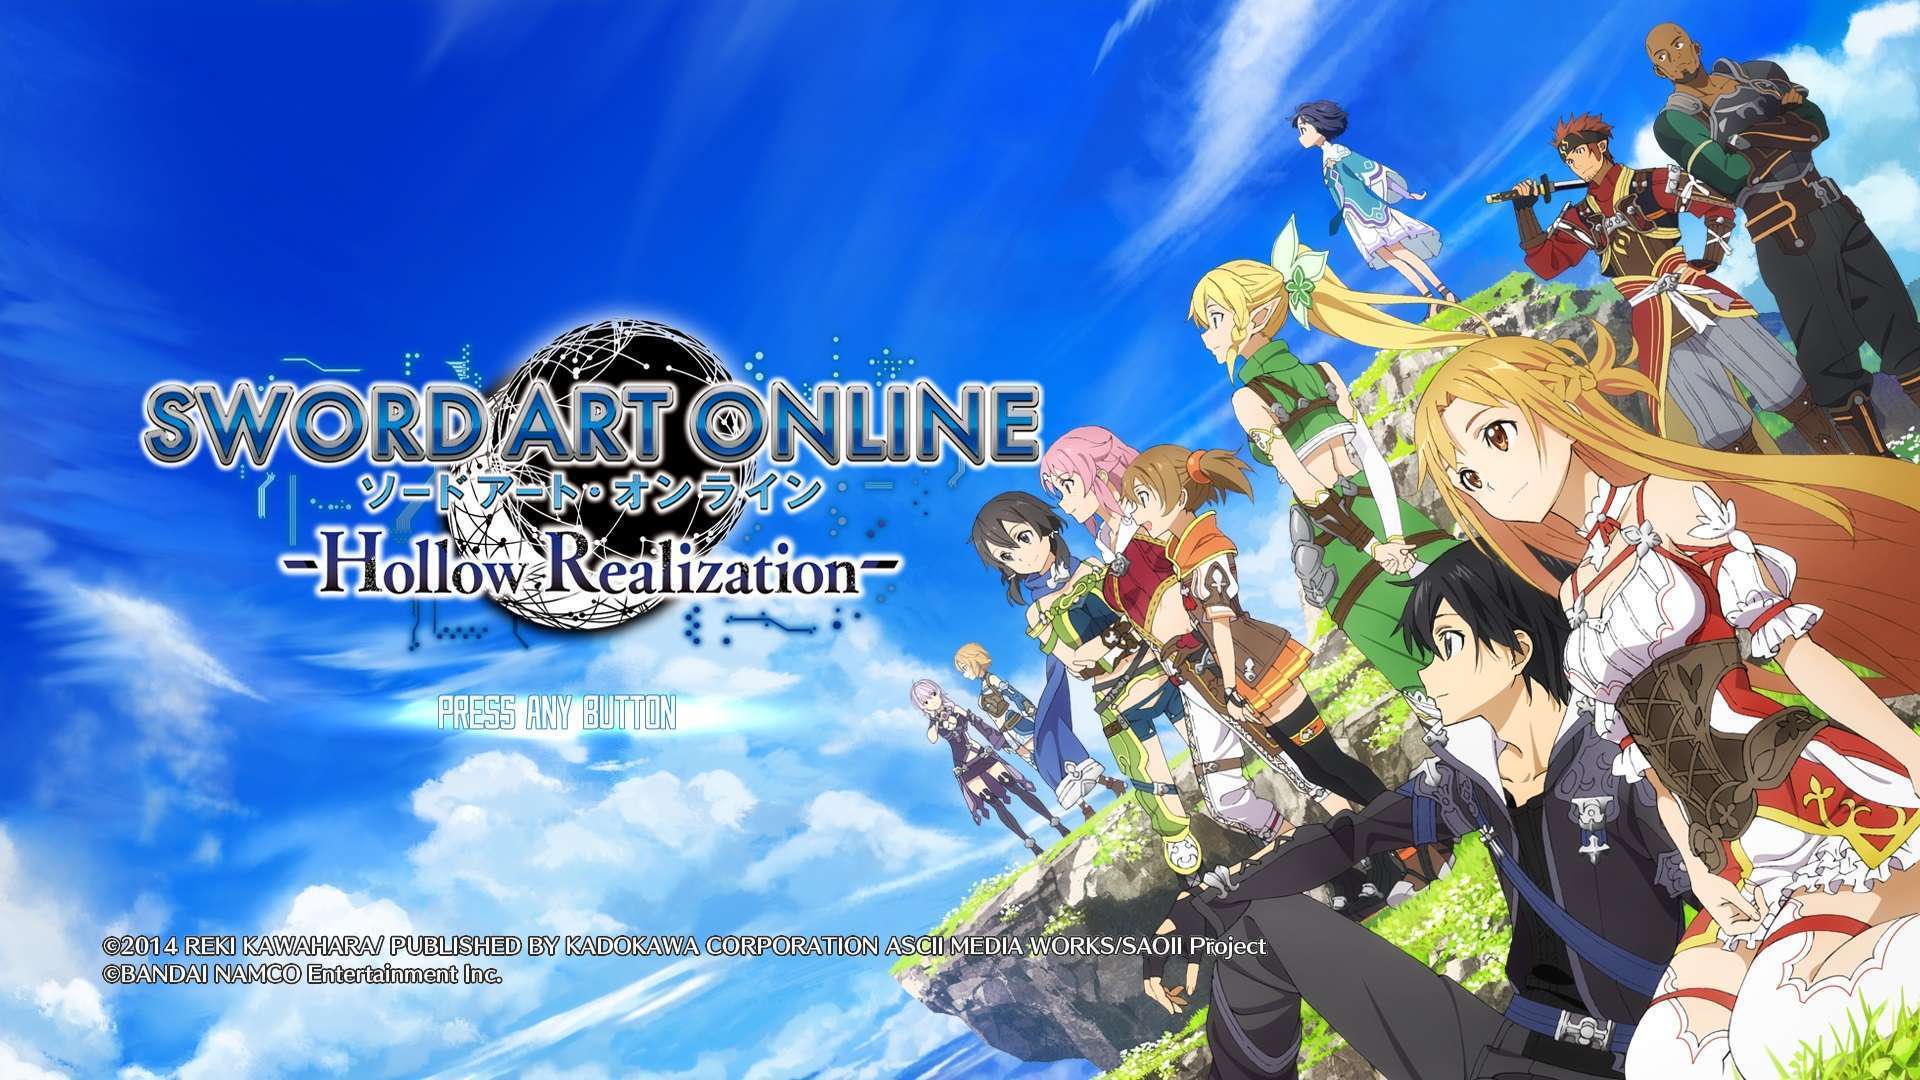 SWORD ART ONLINE
ソードアート・オンライン
-Hollow Realization-
PRESS ANY BUTTON
©2014 REKI KAWAHARA/ PUBLISHED BY KADOKAWA CORPORATION ASCII MEDIA WORKS/SAOII Project
©BANDAI NAMCO Entertainment Inc.